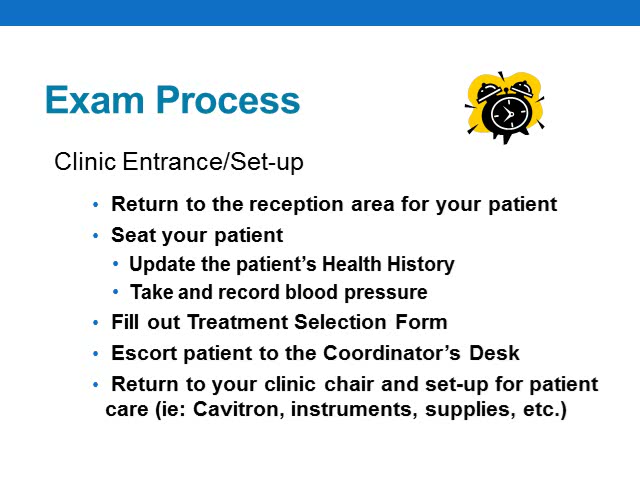 Exam Process
Clinic Entrance/Set-up
• Return to the reception area for your patient
• Seat your patient
• Update the patient's Health History
• Take and record blood pressure
• Fill out Treatment Selection Form
• Escort patient to the Coordinator's Desk
• Return to your clinic chair and set-up for patient
care (ie: Cavitron, instruments, supplies, etc.)